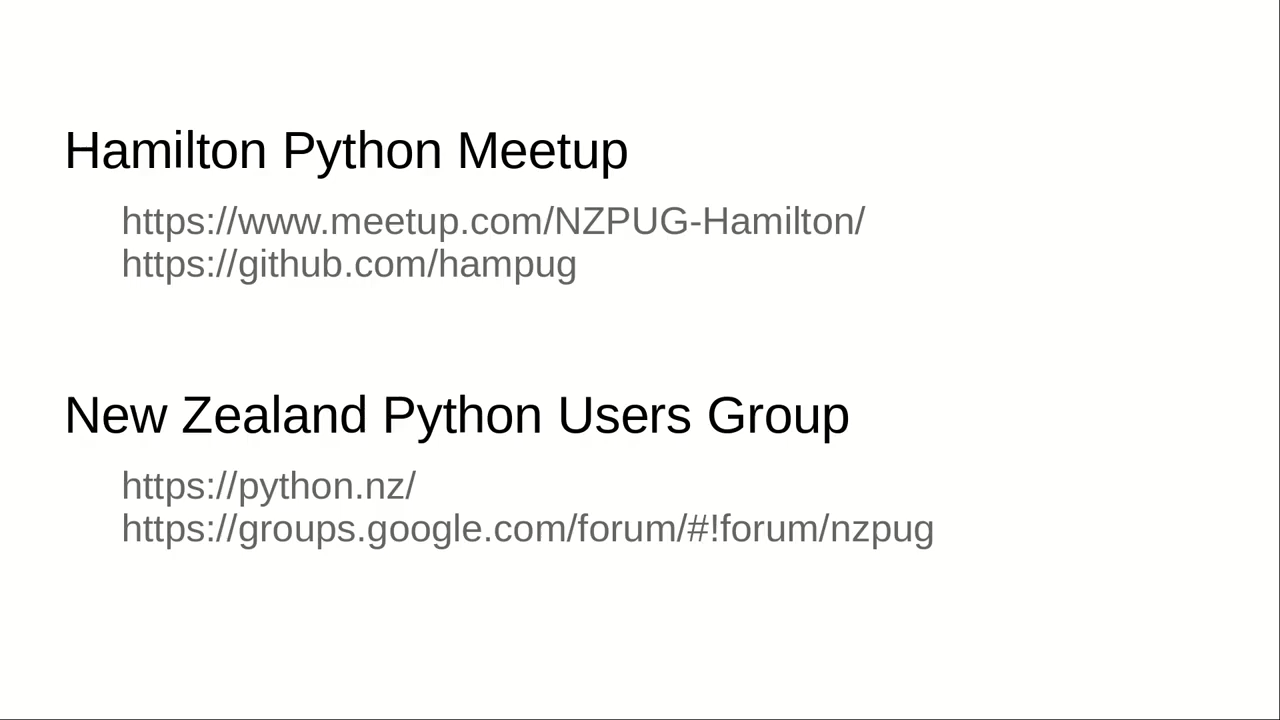 Hamilton Python Meetup
https://www.meetup.com/NZPUG-Hamilton/
https://github.com/hampug
New Zealand Python Users Group
https://python.nz/
https://groups.google.com/forum/#!forum/nzpug